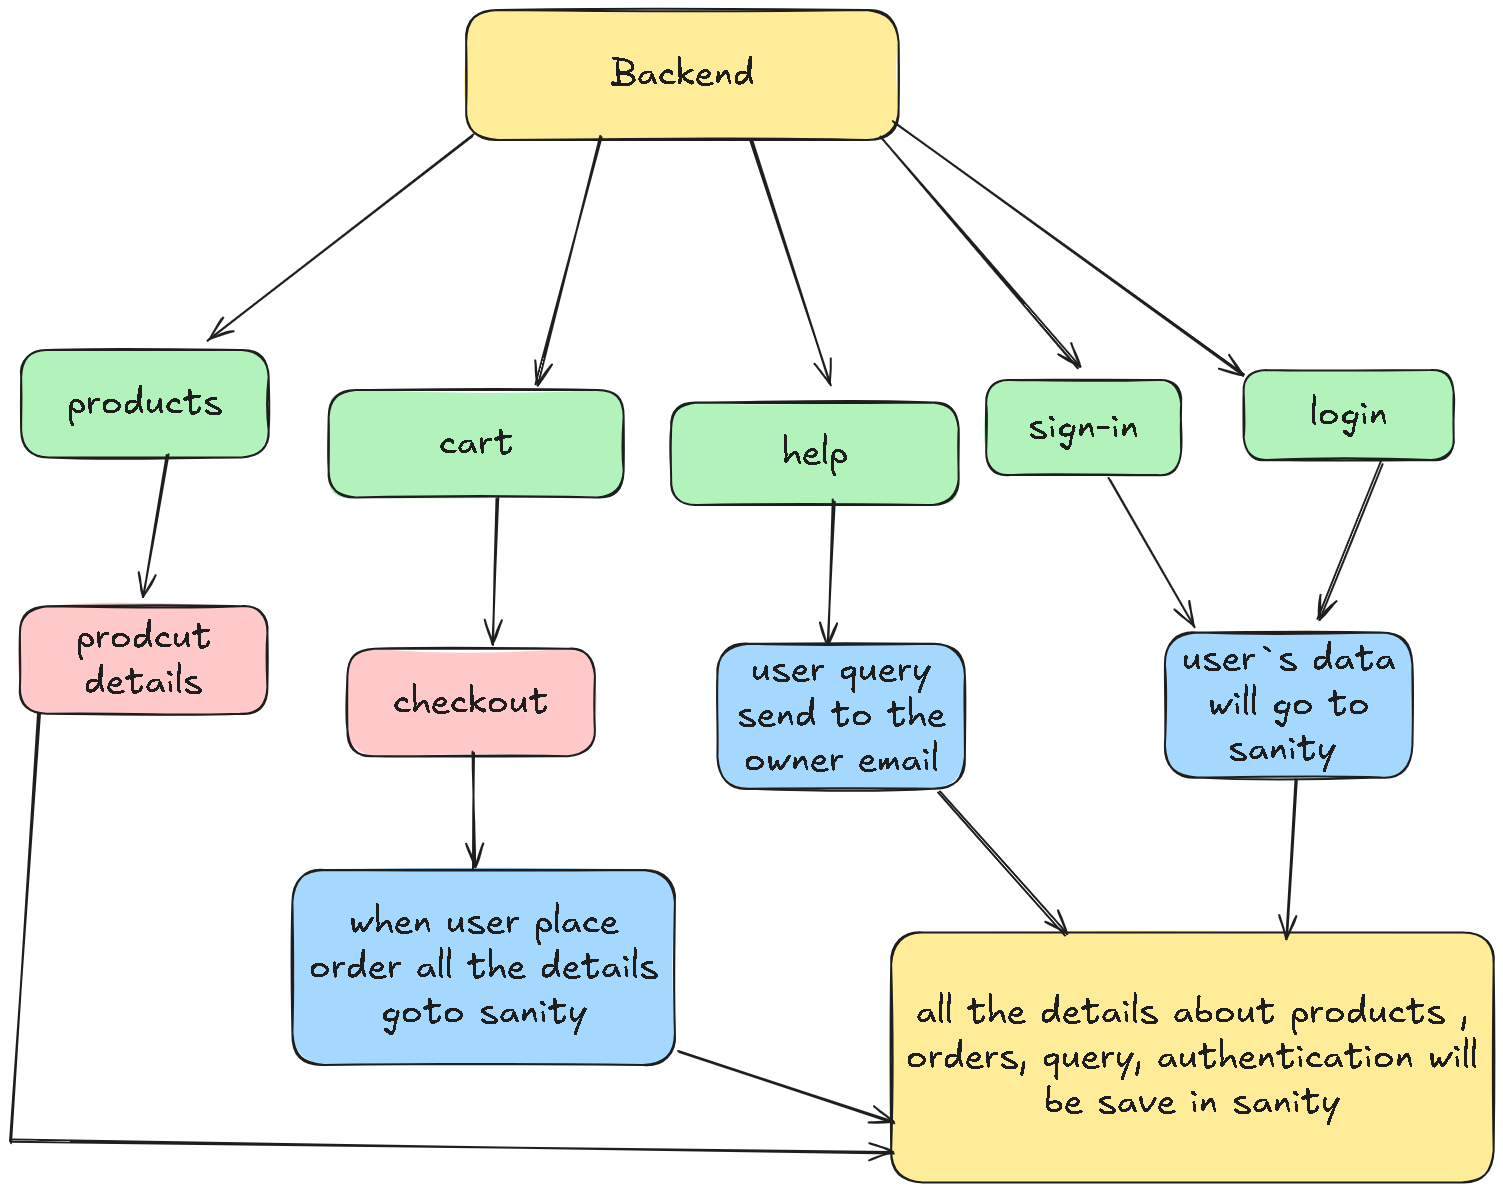 Backend
products
cart
help
sign-in
login
prodcut
details
checkout
user query
send to the
owner email
user`s data
will go to
sanity
when user place
order all the details
goto sanity
all the details about products ,
orders, query, authentication will
be save in sanity